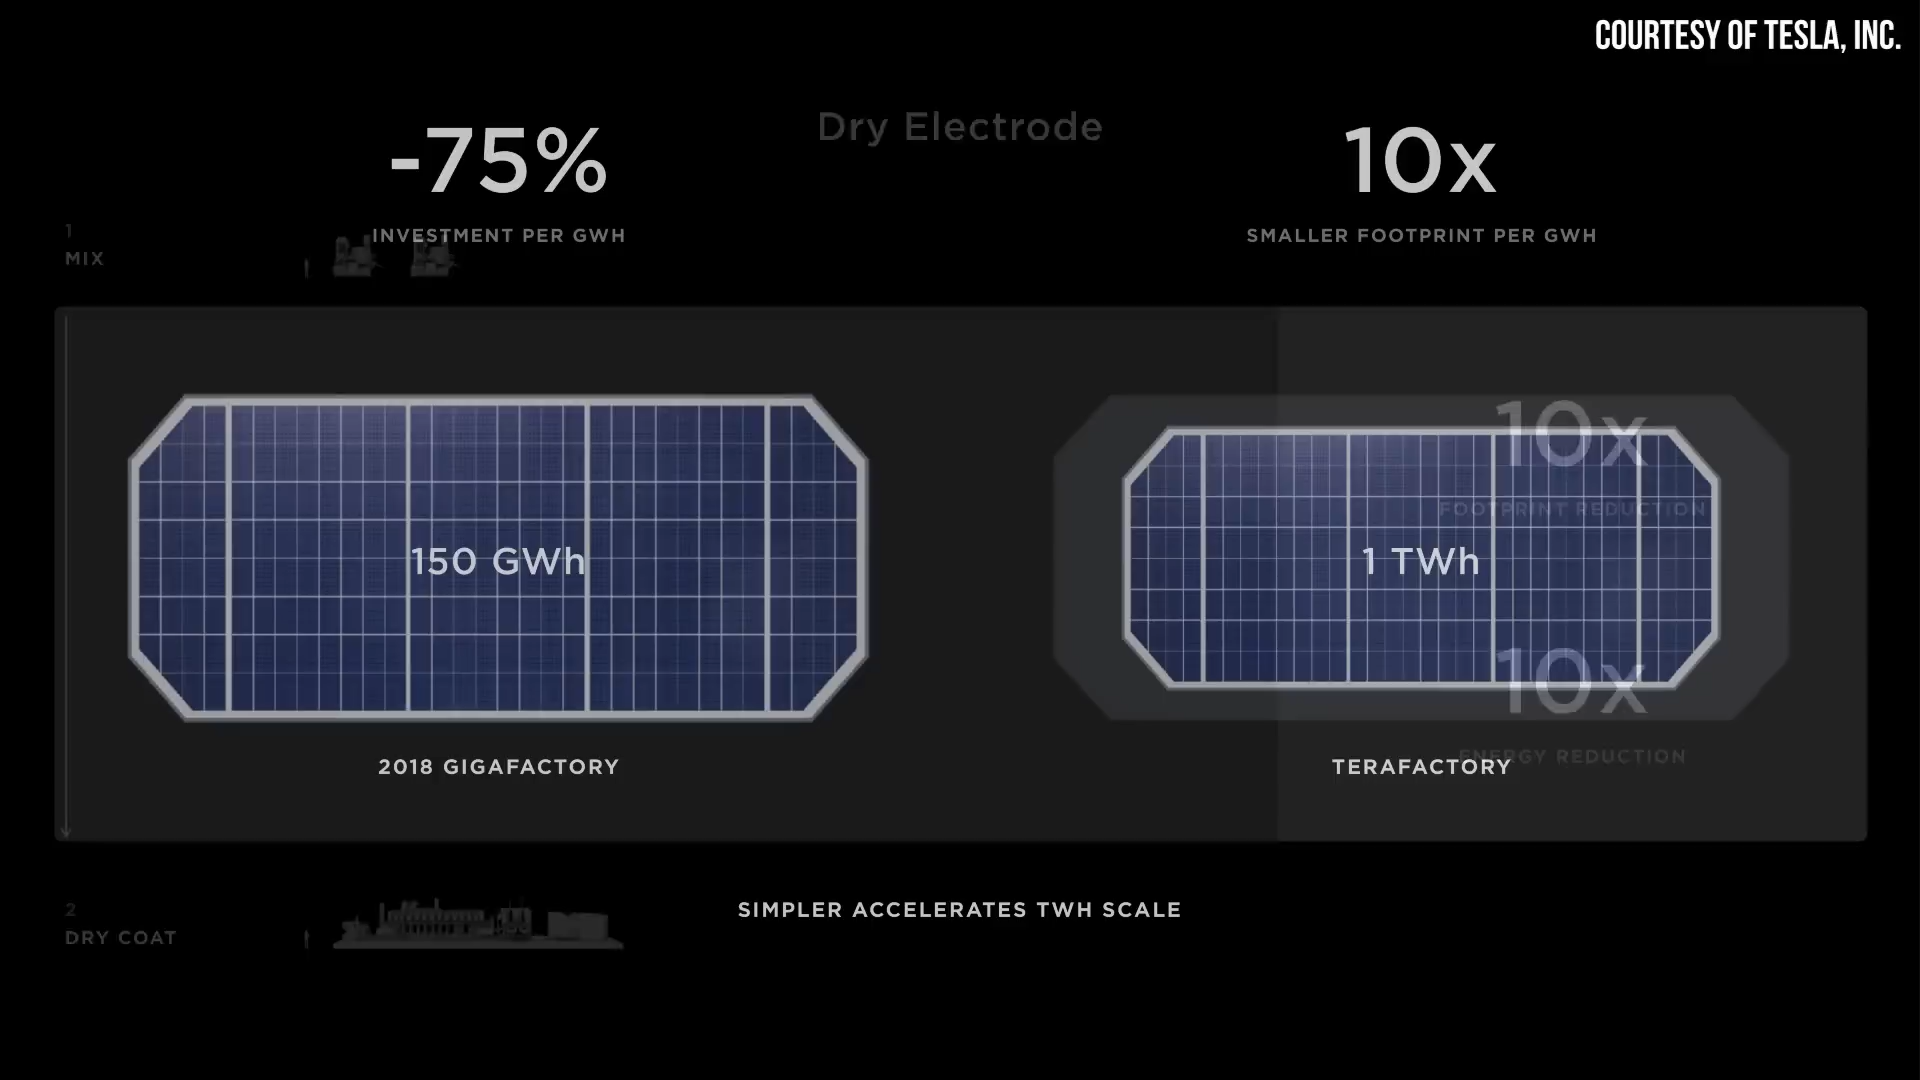 COURTESY OF TESLA, INC.
Dry Electrode
-75%
INVESTMENT PER GWH
10x
SMALLER FOOTPRINT PER GWH
1
MIX
150 GWh
2018 GIGAFACTORY
1 TWh
TERAFACTORY
10x
FOOTPRINT REDUCTION
10x
ENERGY REDUCTION
2
DRY COAT
SIMPLER ACCELERATES TWH SCALE